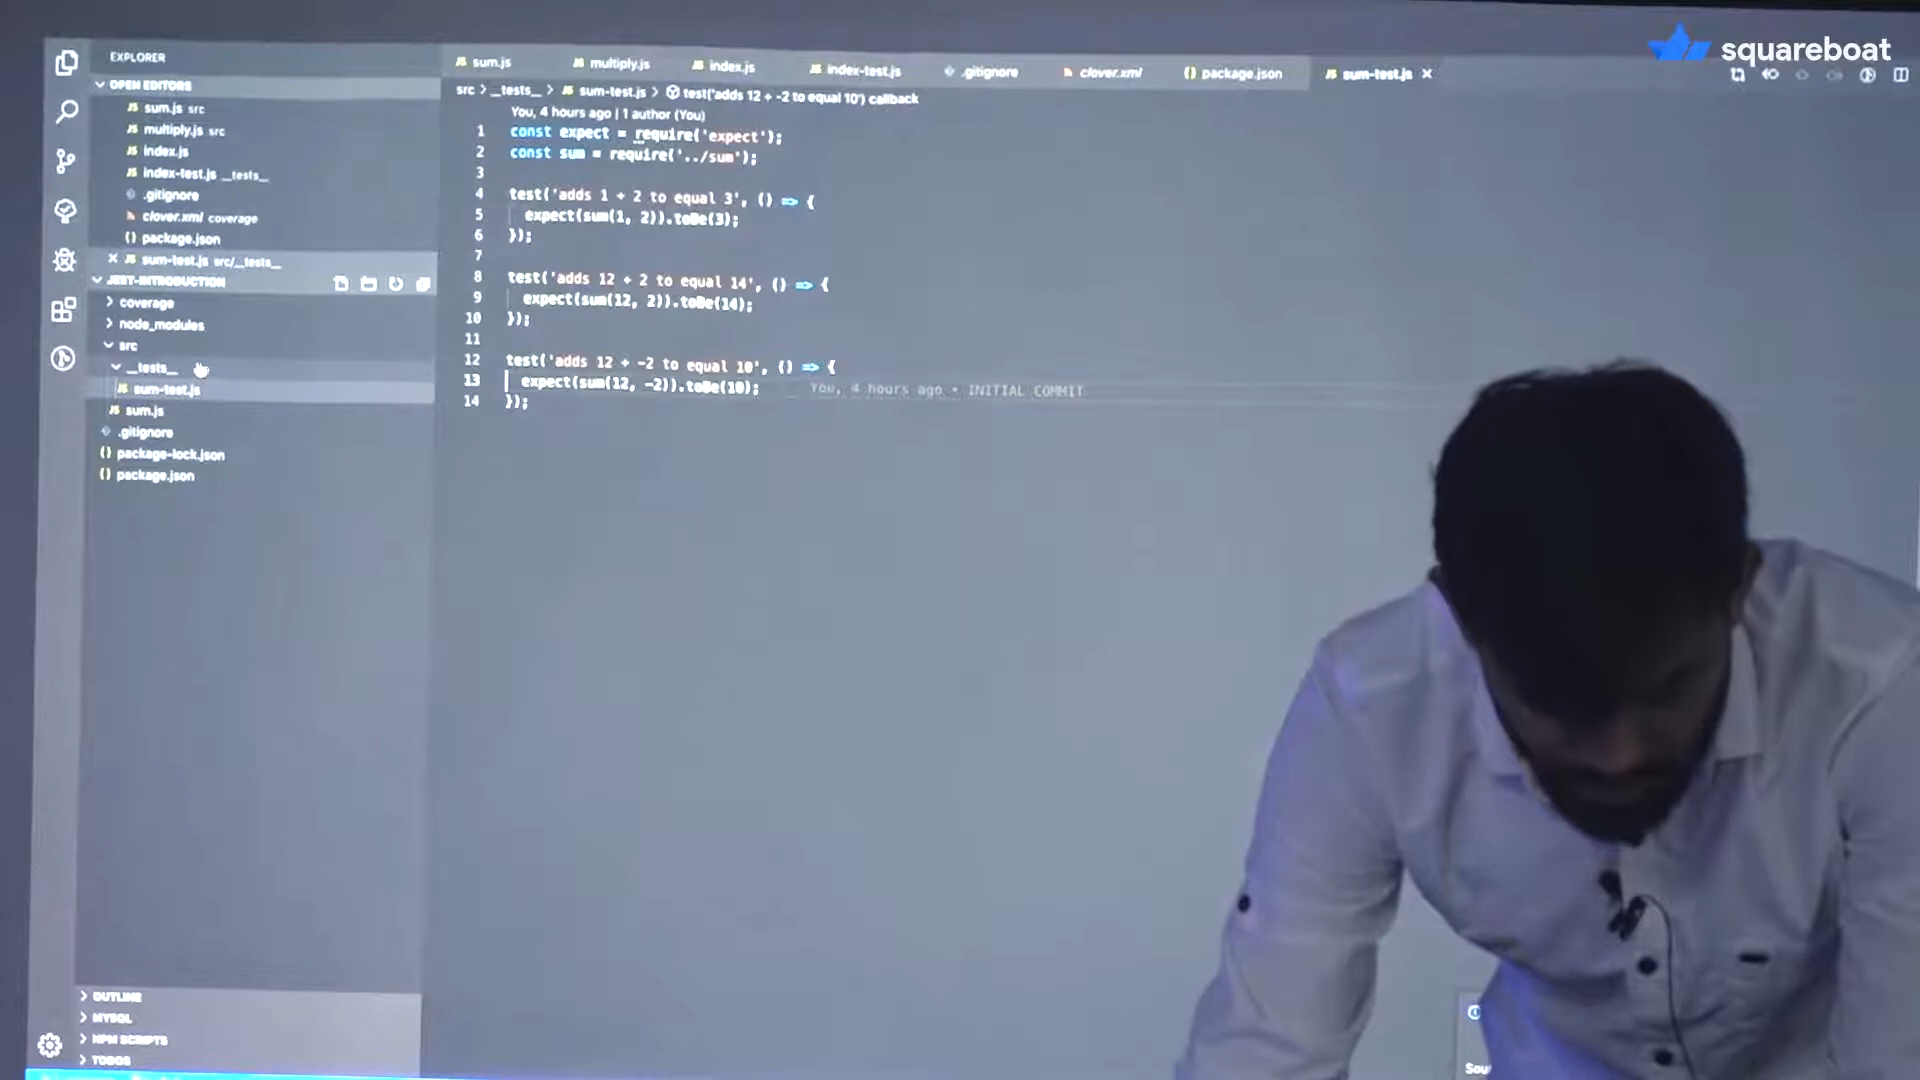 squareboat
EXPLORER
OPEN EDITORS
sum.js src
multiply.js src
index.js
index-test.js __tests__
.gitignore
clover.xml coverage
package.json
sum-test.js src/__tests__
JEST-INTRODUCTION
coverage
node_modules
src
__tests__
sum-test.js
sum.js
.gitignore
package-lock.json
package.json
OUTLINE
MYSQL
NPM SCRIPTS
TODOS
sum.js multiply.js index.js index-test.js .gitignore clover.xml package.json sum-test.js
src > __tests__ > sum-test.js > test('adds 12 + -2 to equal 10') callback
You, 4 hours ago | 1 author (You)
1 const expect = require('expect');
2 const sum = require('../sum');
3
4 test('adds 1 + 2 to equal 3', () => {
5 expect(sum(1, 2)).toBe(3);
6 });
7
8 test('adds 12 + 2 to equal 14', () => {
9 expect(sum(12, 2)).toBe(14);
10 });
11
12 test('adds 12 + -2 to equal 10', () => {
13 expect(sum(12, -2)).toBe(10); You, 4 hours ago • INITIAL COMMIT
14 });